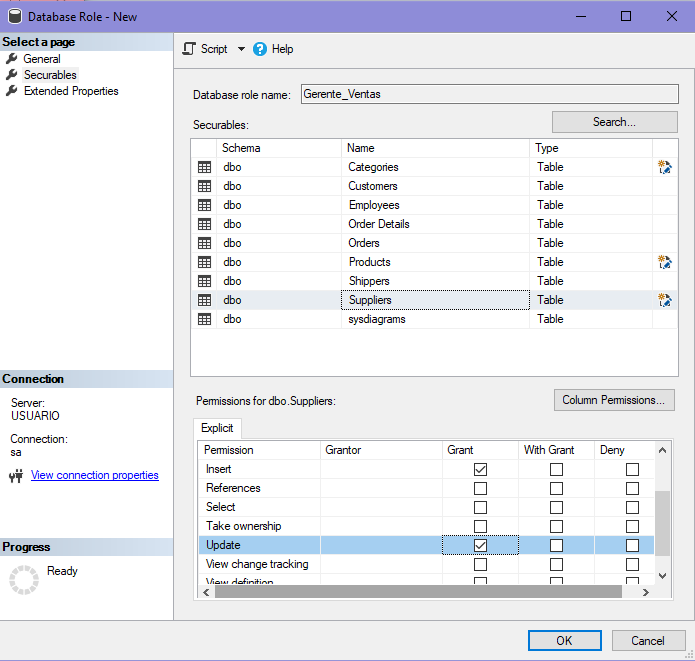 Database Role - New
Select a page
General
Securables
Extended Properties
Script
Help
Database role name: Gerente_Ventas
Securables:
Search...
Schema Name Type
dbo Categories Table
dbo Customers Table
dbo Employees Table
dbo Order Details Table
dbo Orders Table
dbo Products Table
dbo Shippers Table
dbo Suppliers Table
dbo sysdiagrams Table
Connection
Server:
USUARIO
Connection:
sa
View connection properties
Progress
Ready
Permissions for dbo.Suppliers:
Column Permissions...
Explicit
Permission Grantor Grant With Grant Deny
Insert
References
Select
Take ownership
Update
View change tracking
View definition
OK
Cancel